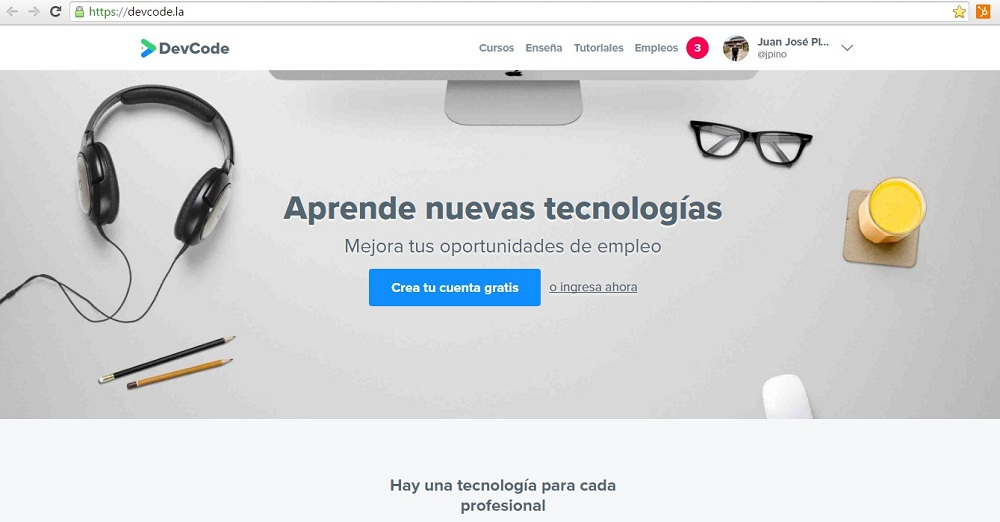 https://devcode.la
DevCode
Cursos Enseña Tutoriales Empleos 3 Juan José Pi...
@jpino
Aprende nuevas tecnologías
Mejora tus oportunidades de empleo
Crea tu cuenta gratis o ingresa ahora
Hay una tecnología para cada
profesional